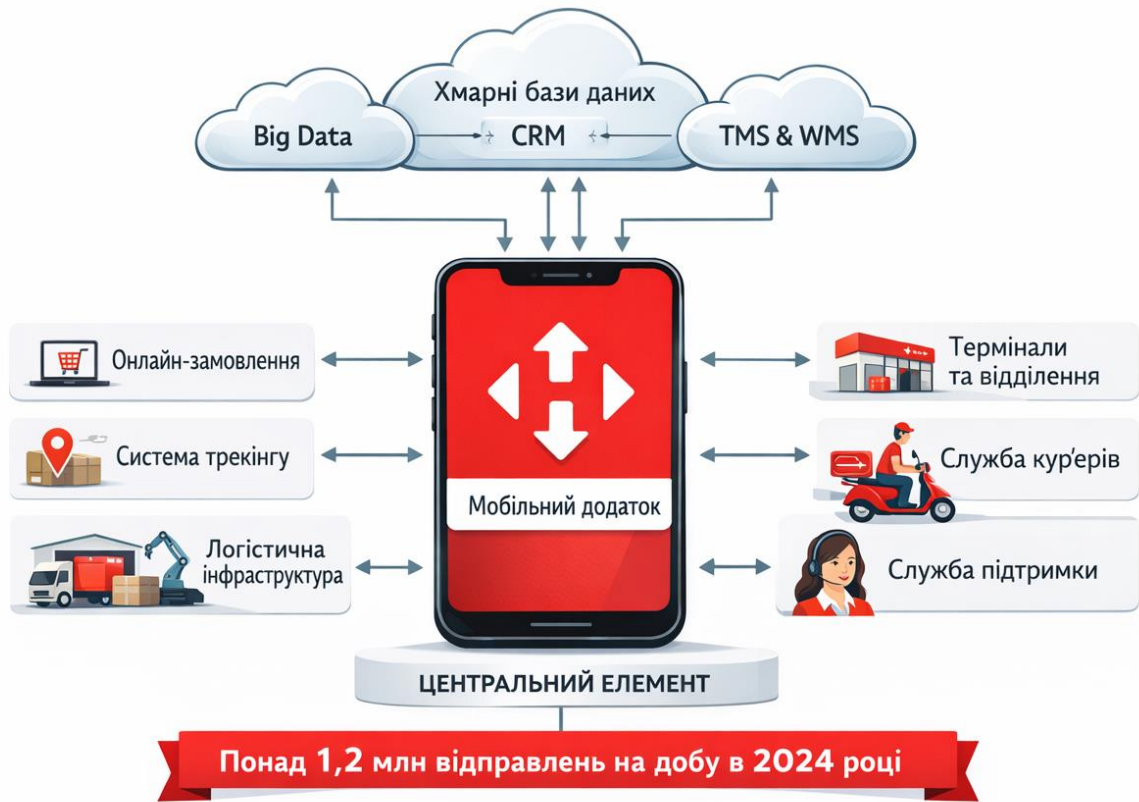 Хмарні бази даних
Big Data
CRM
TMS & WMS
Онлайн-замовлення
Система трекінгу
Логістична
інфраструктура
Мобільний додаток
Термінали
та відділення
Служба кур'єрів
Служба підтримки
ЦЕНТРАЛЬНИЙ ЕЛЕМЕНТ
Понад 1,2 млн відправлень на добу в 2024 році